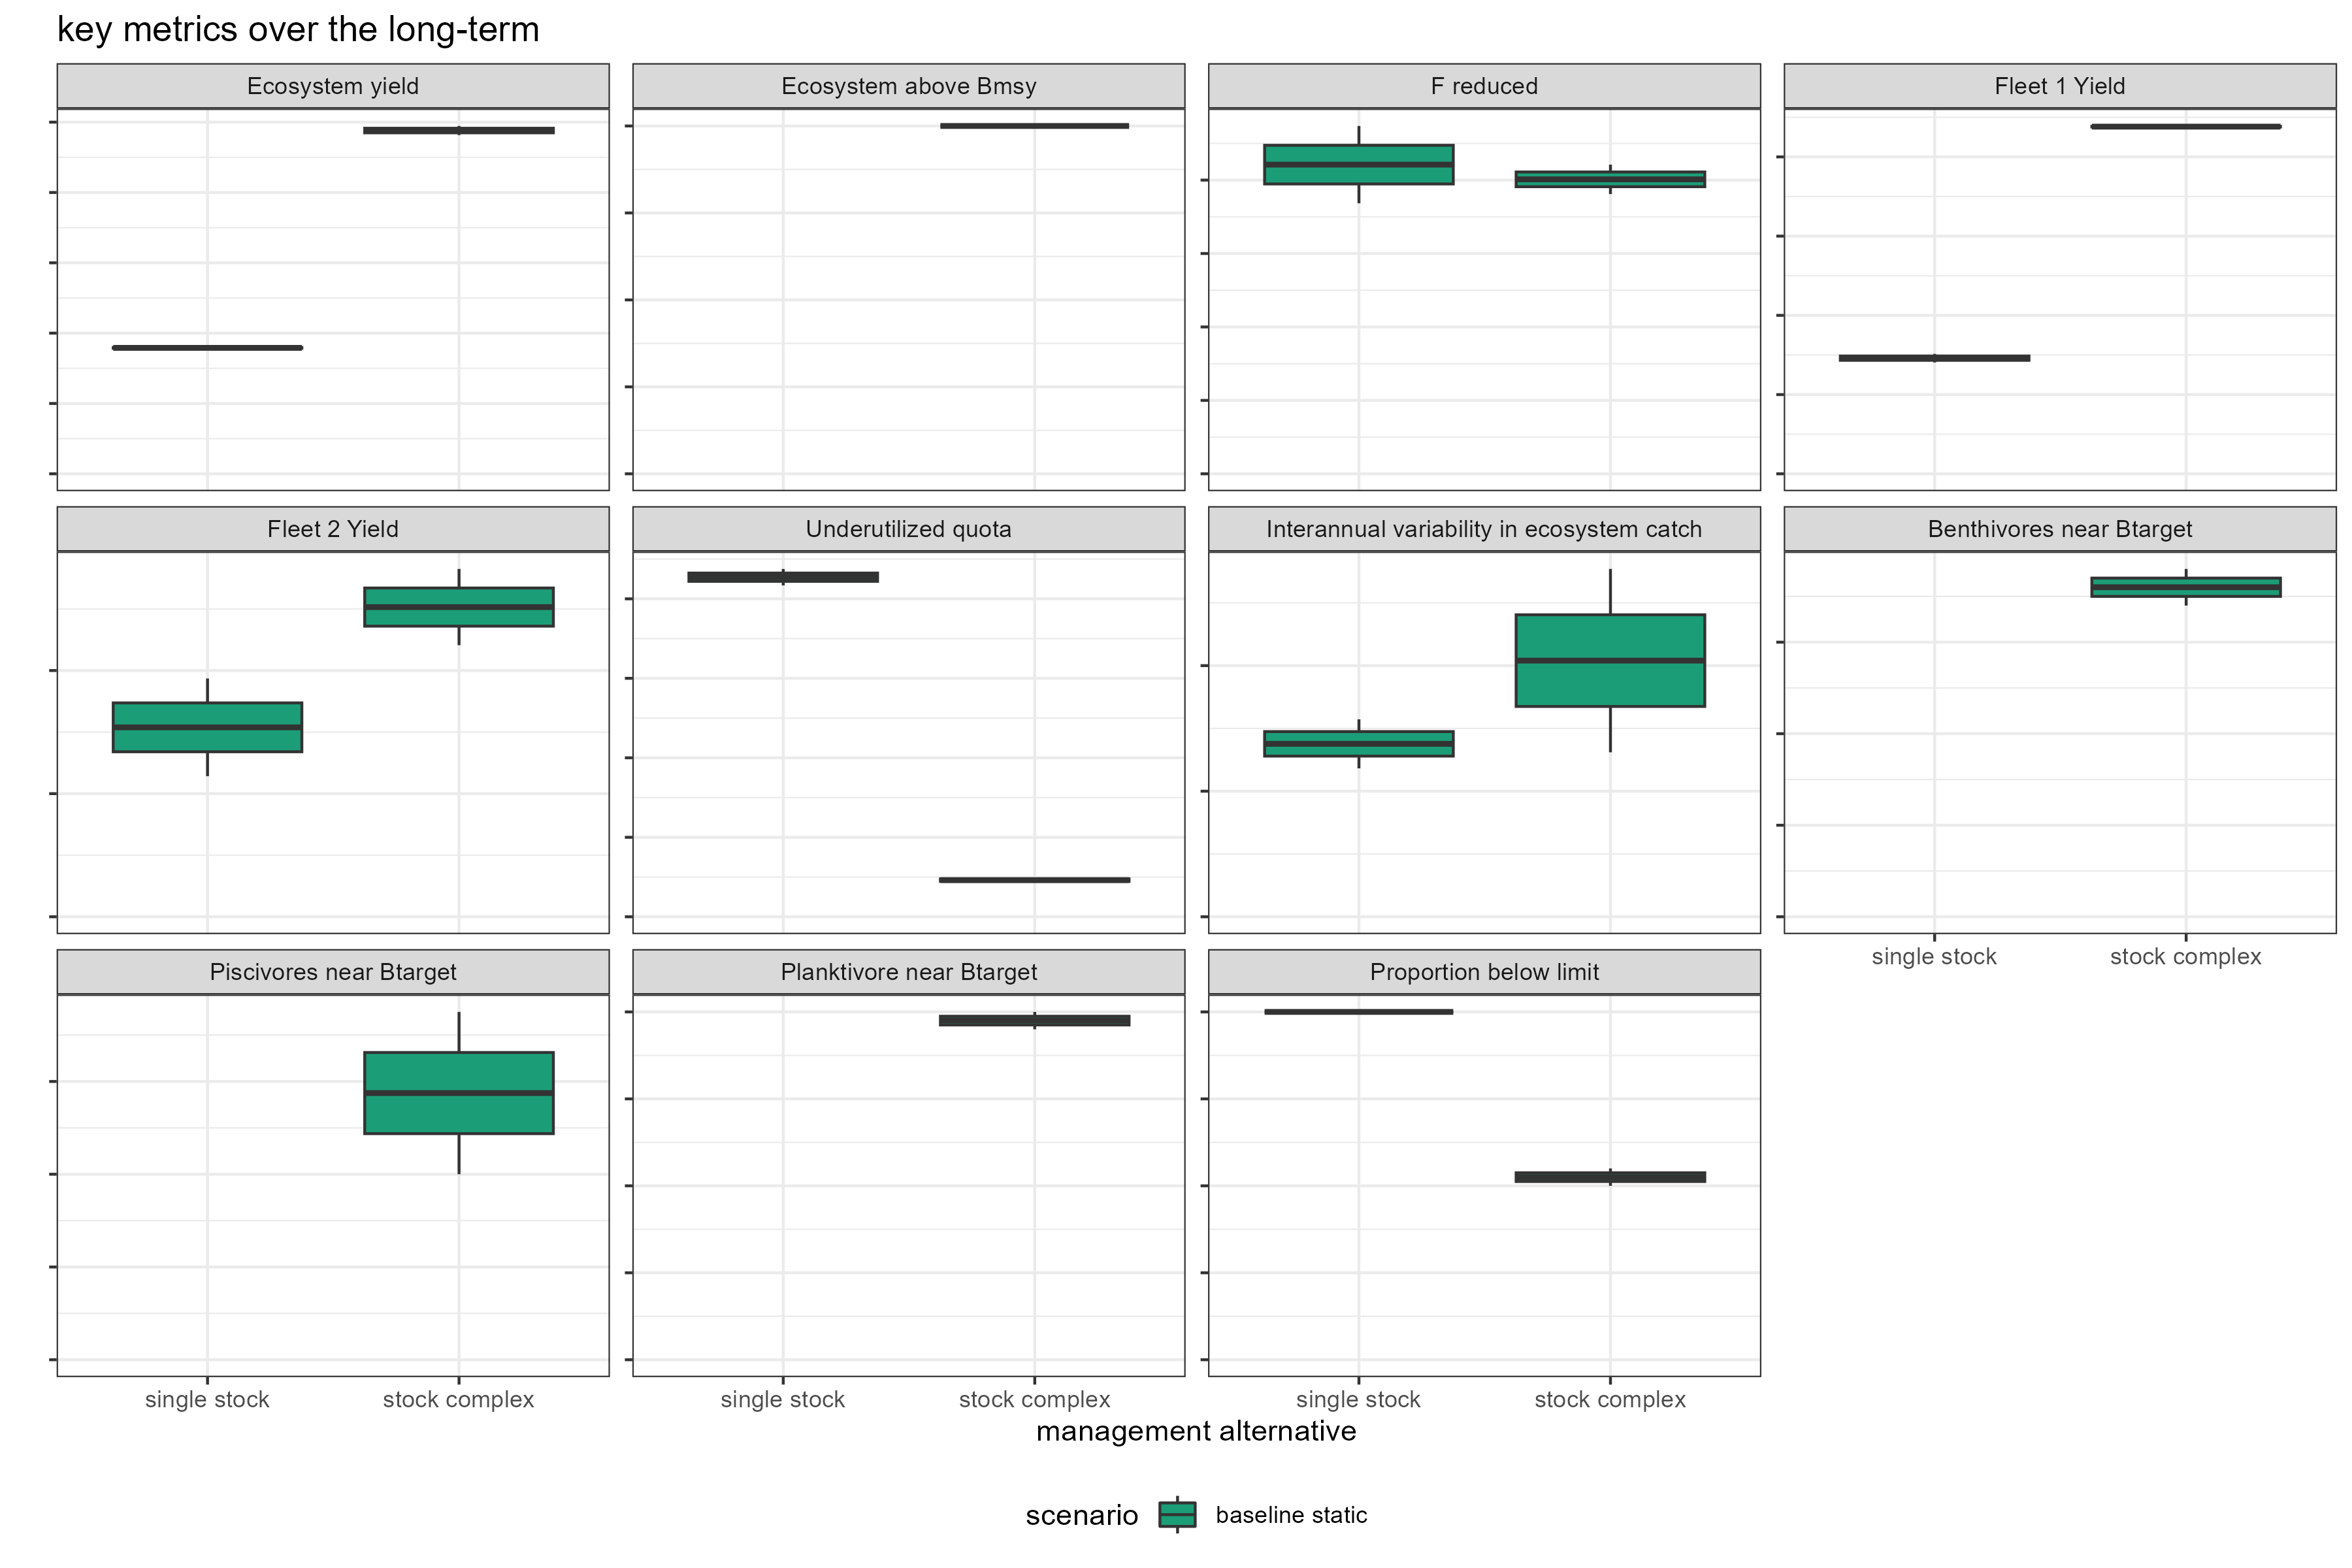 key metrics over the long-term
Ecosystem yield
Ecosystem above Bmsy
F reduced
Fleet 1 Yield
Fleet 2 Yield
Underutilized quota
Interannual variability in ecosystem catch
Benthivores near Btarget
single stock
stock complex
Piscivores near Btarget
Planktivore near Btarget
Proportion below limit
single stock
stock complex
single stock
stock complex
single stock
stock complex
management alternative
scenario
baseline static